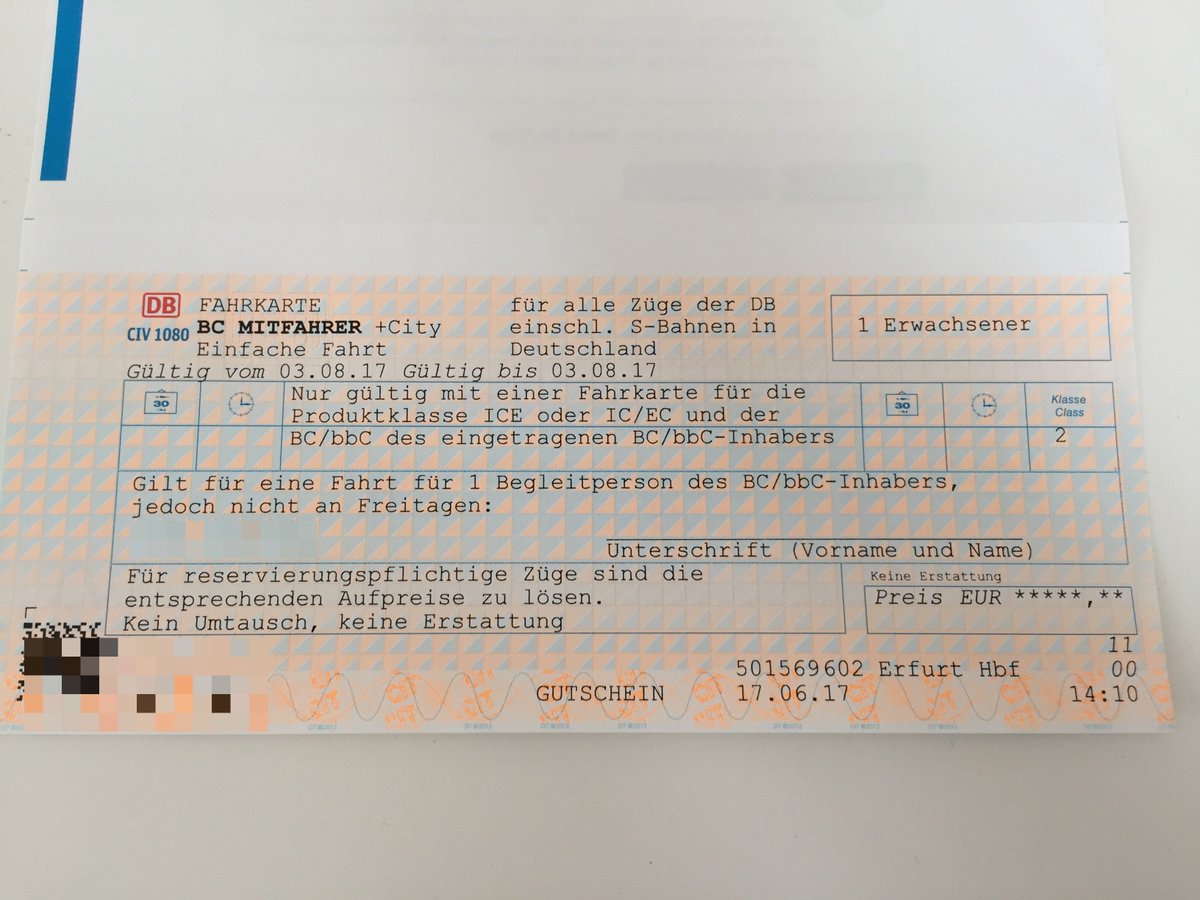 DB FAHRKARTE für alle Züge der DB
CIV 1080 BC MITFAHRER +City einschl. S-Bahnen in 1 Erwachsener
Einfache Fahrt Deutschland
Gültig vom 03.08.17 Gültig bis 03.08.17
30 Nur gültig mit einer Fahrkarte für die 30 Klasse
Produktklasse ICE oder IC/EC und der Class
BC/bbC des eingetragenen BC/bbC-Inhabers 2
Gilt für eine Fahrt für 1 Begleitperson des BC/bbC-Inhabers,
jedoch nicht an Freitagen:
Unterschrift (Vorname und Name)
Für reservierungspflichtige Züge sind die Keine Erstattung
entsprechenden Aufpreise zu lösen. Preis EUR *****,**
Kein Umtausch, keine Erstattung
11
501569602 Erfurt Hbf 00
GUTSCHEIN 17.06.17 14:10